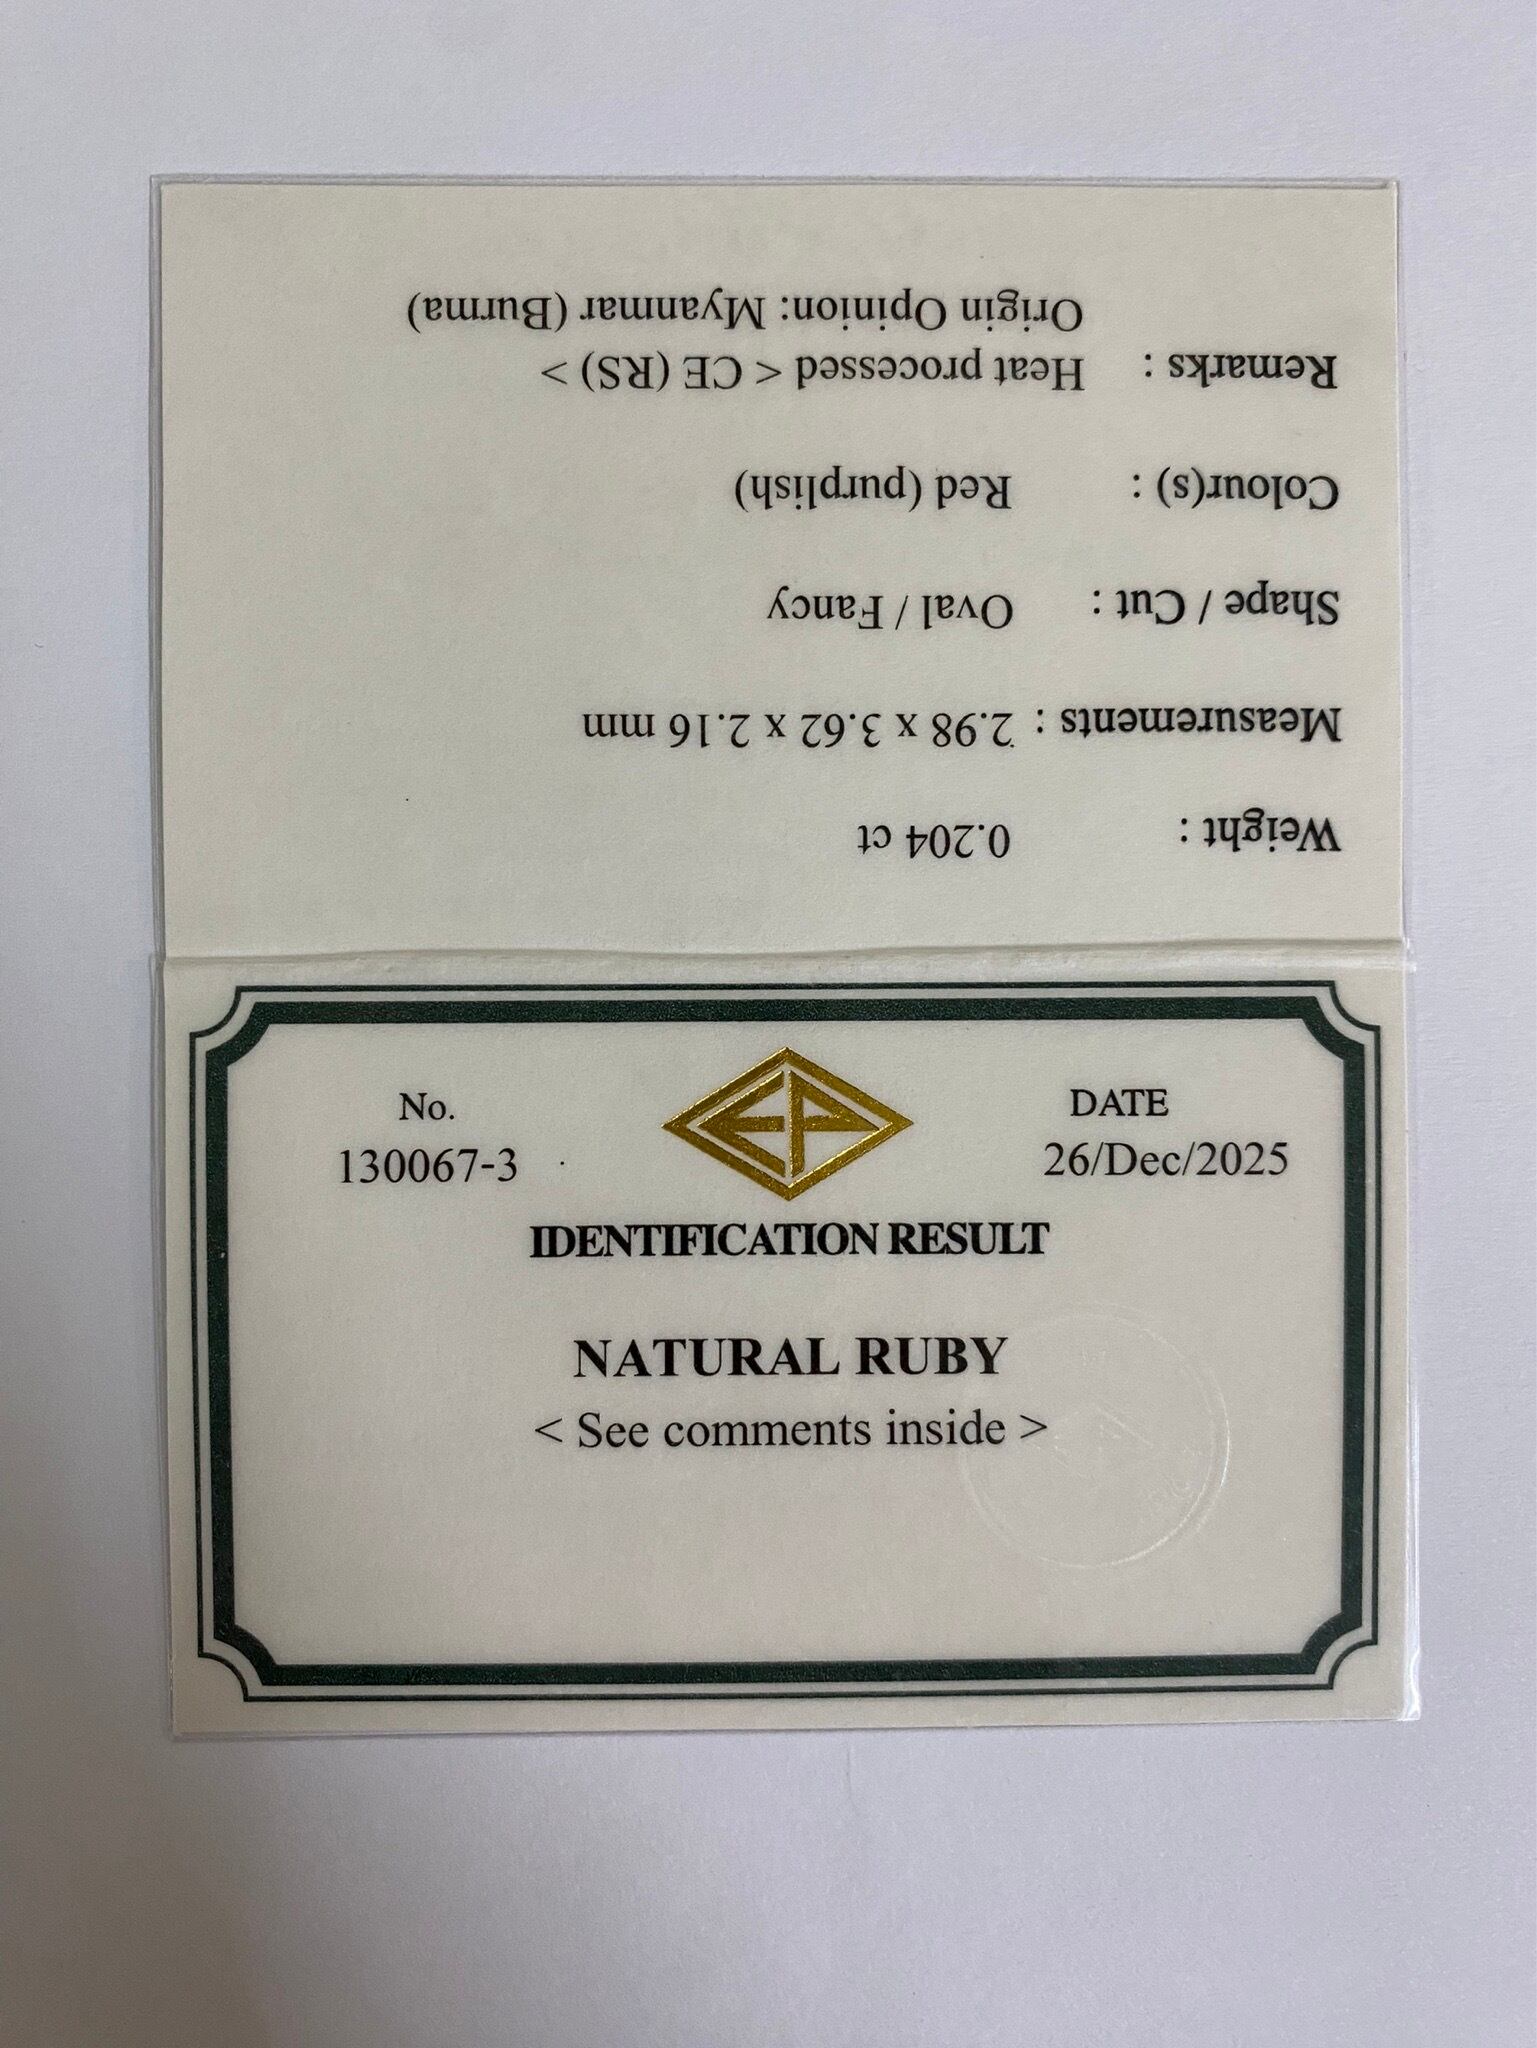 No.
130067-3
EP
DATE
26/Dec/2025
IDENTIFICATION RESULT
NATURAL RUBY
< See comments inside >
Weight : 0.204 ct
Measurements : 2.98 x 3.62 x 2.16 mm
Shape / Cut : Oval / Fancy
Colour(s) : Red (purplish)
Remarks : Heat processed < CE (RS) >
Origin Opinion: Myanmar (Burma)